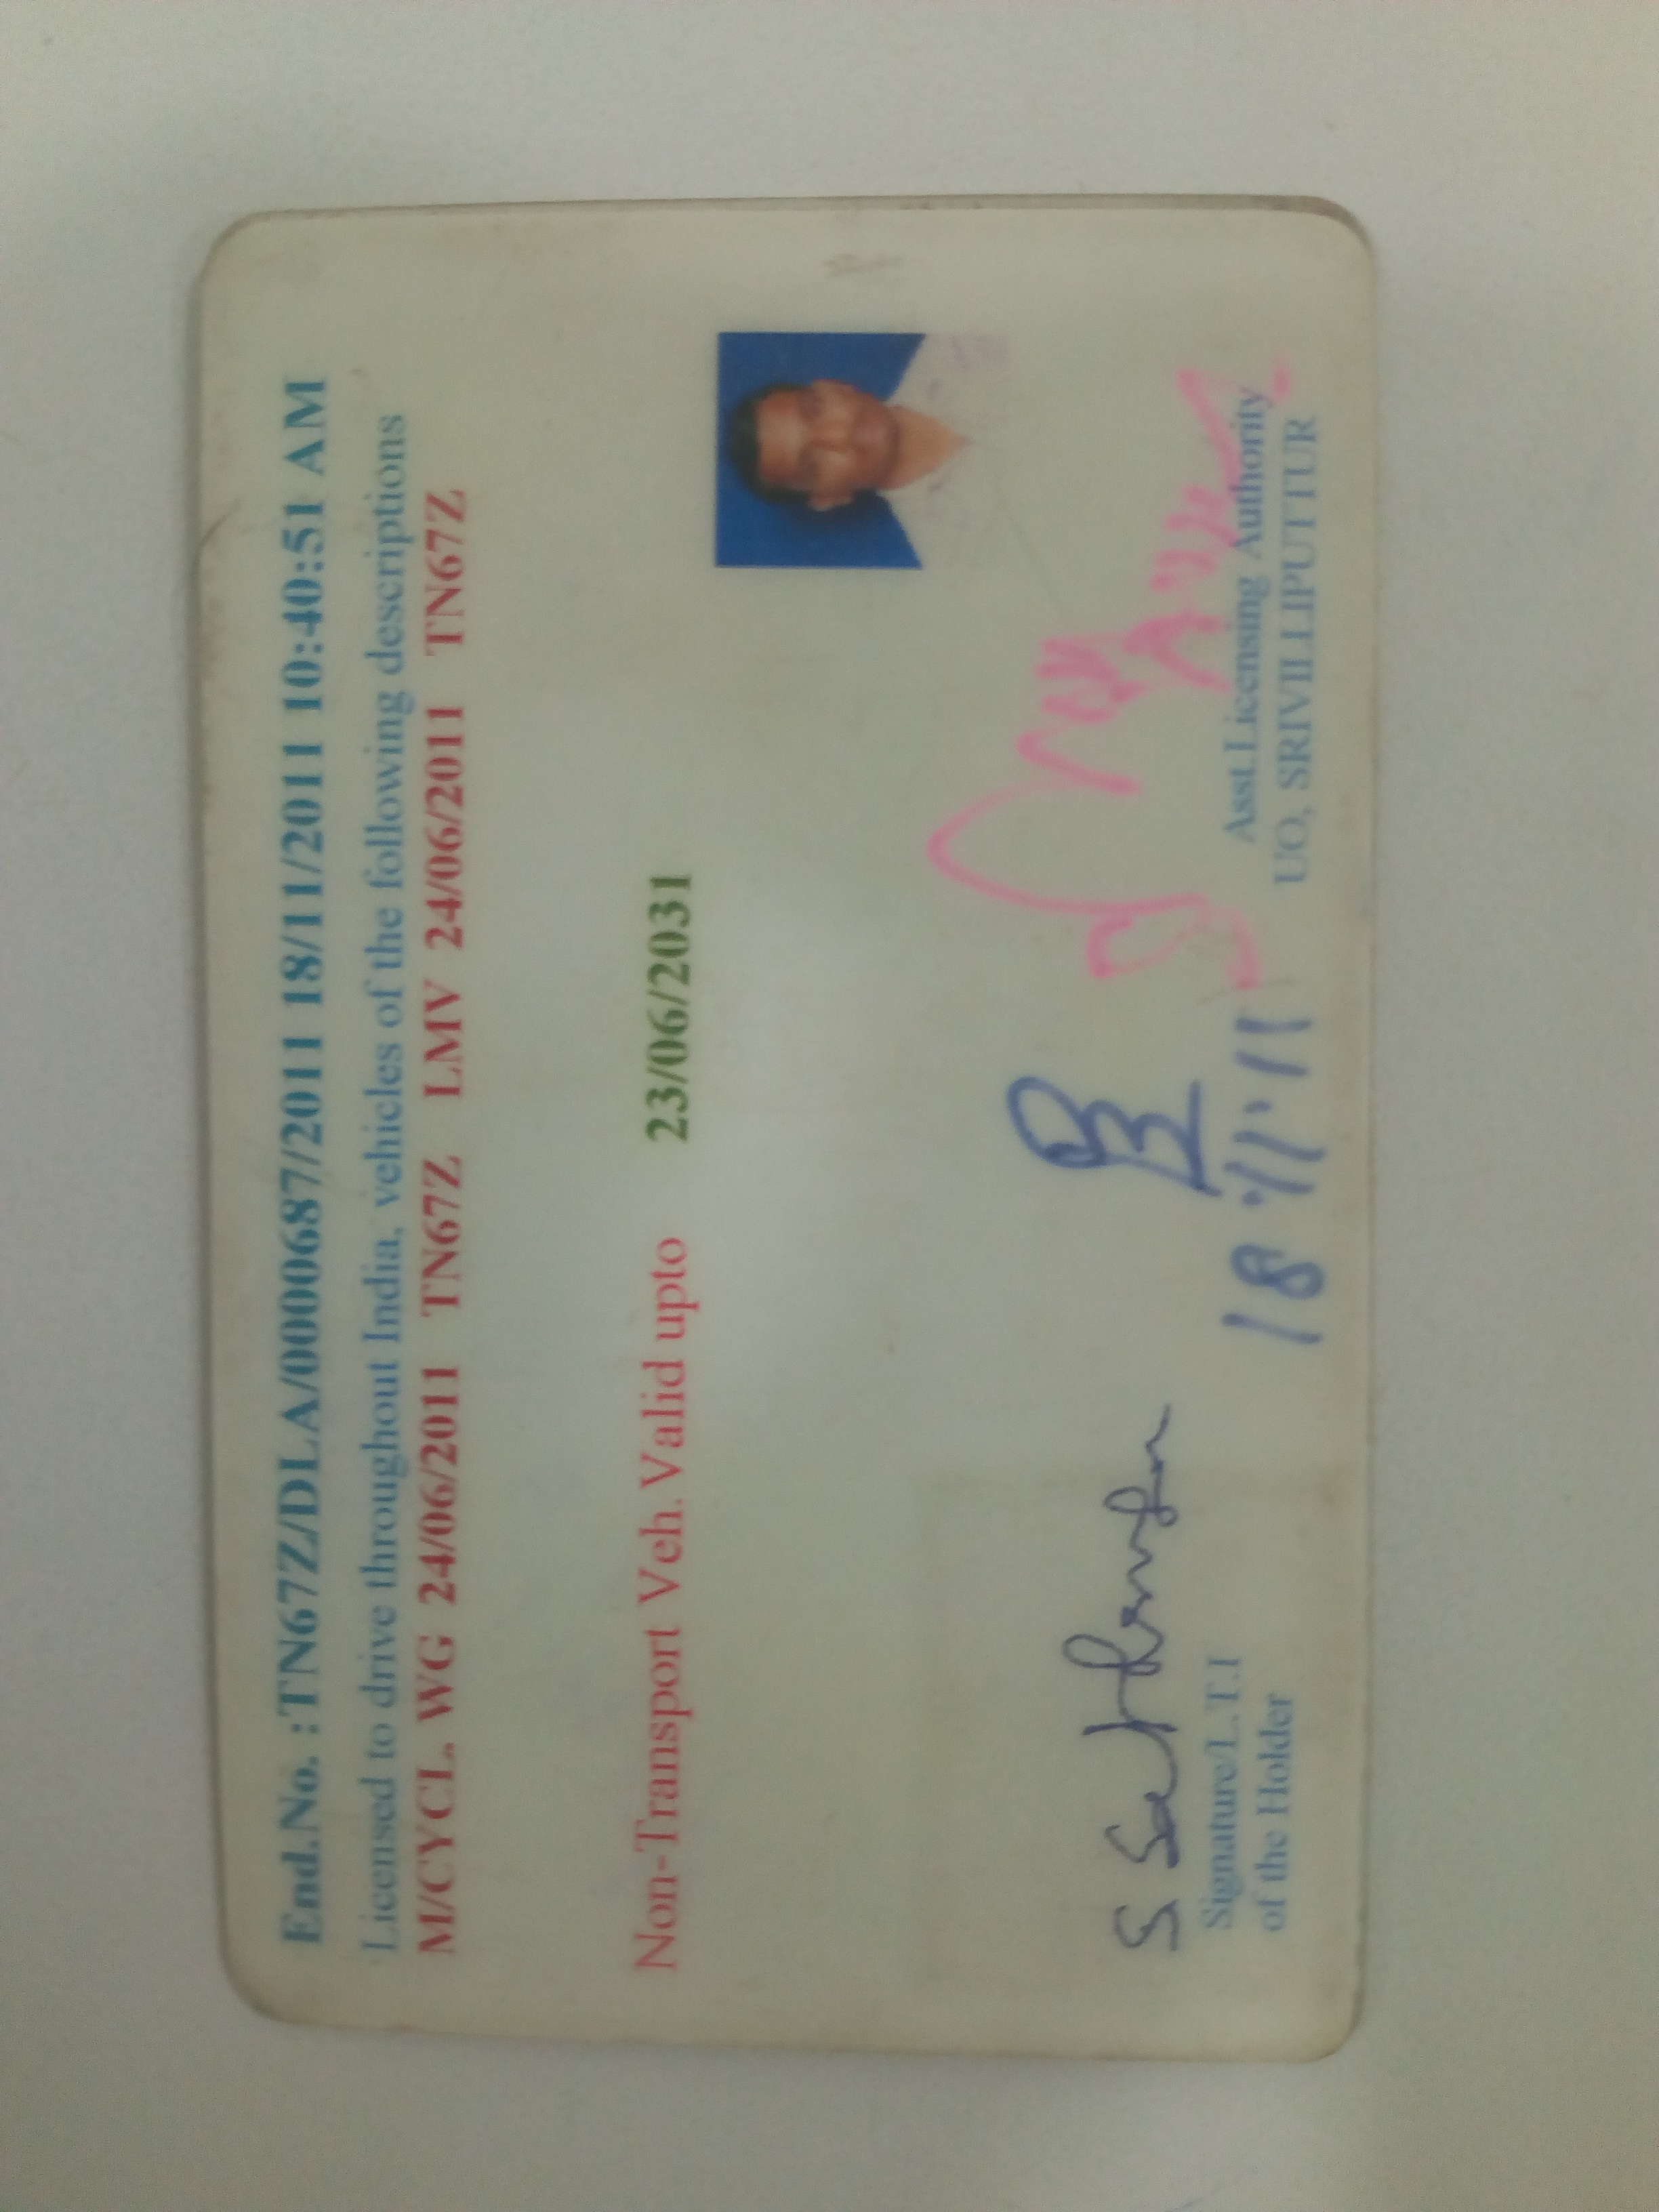 End.No. :TN67Z/DLA/000687/2011 18/11/2011 10:40:51 AM
Licensed to drive throughout India, vehicles of the following descriptions
M/CYCL. WG 24/06/2011 TN67Z LMV 24/06/2011 TN67Z
Non-Transport Veh. Valid upto 23/06/2031
18/11/11
Signature/L.T.I
of the Holder
Asst.Licensing Authority
UO, SRIVILLIPUTTUR